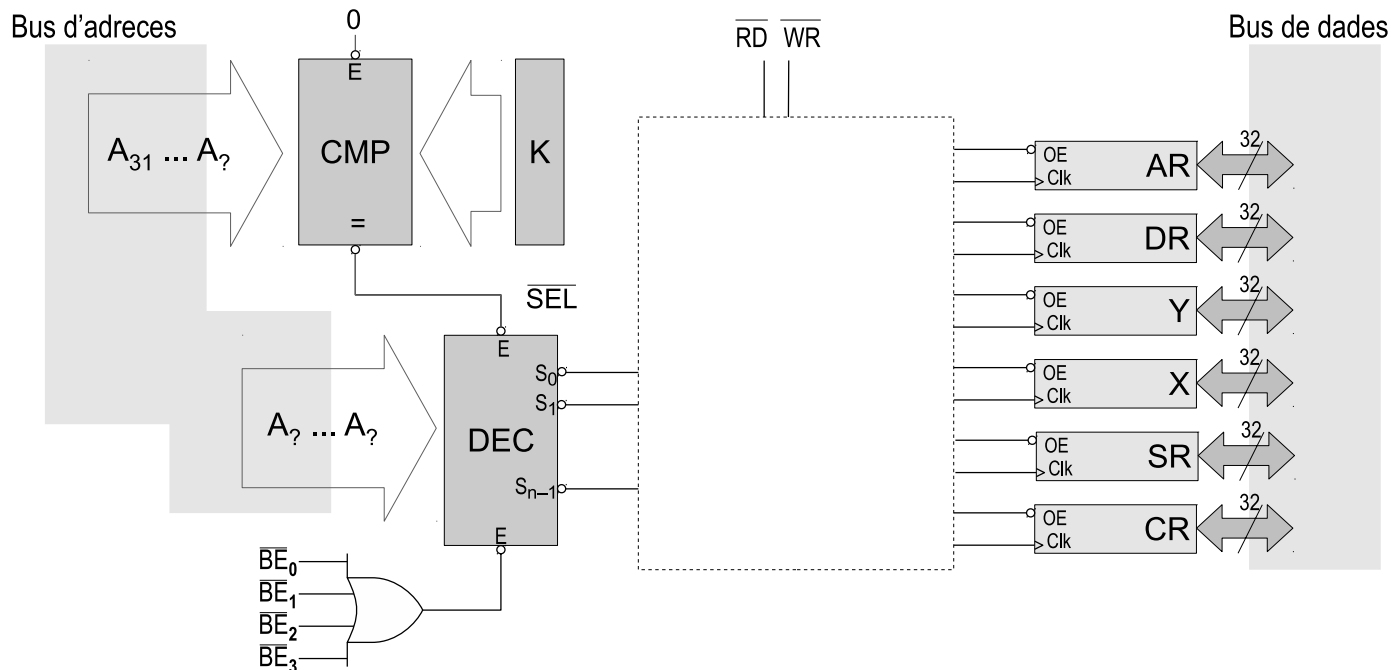 Bus d'adreces
0
RD WR
Bus de dades
E
A31 ... A?
CMP
K
=
OE
Clk
AR
32
OE
Clk
DR
32
SEL
OE
Clk
Y
32
E
A? ... A?
DEC
S0
S1
Sn–1
E
OE
Clk
X
32
OE
Clk
SR
32
OE
Clk
CR
32
BE0
BE1
BE2
BE3